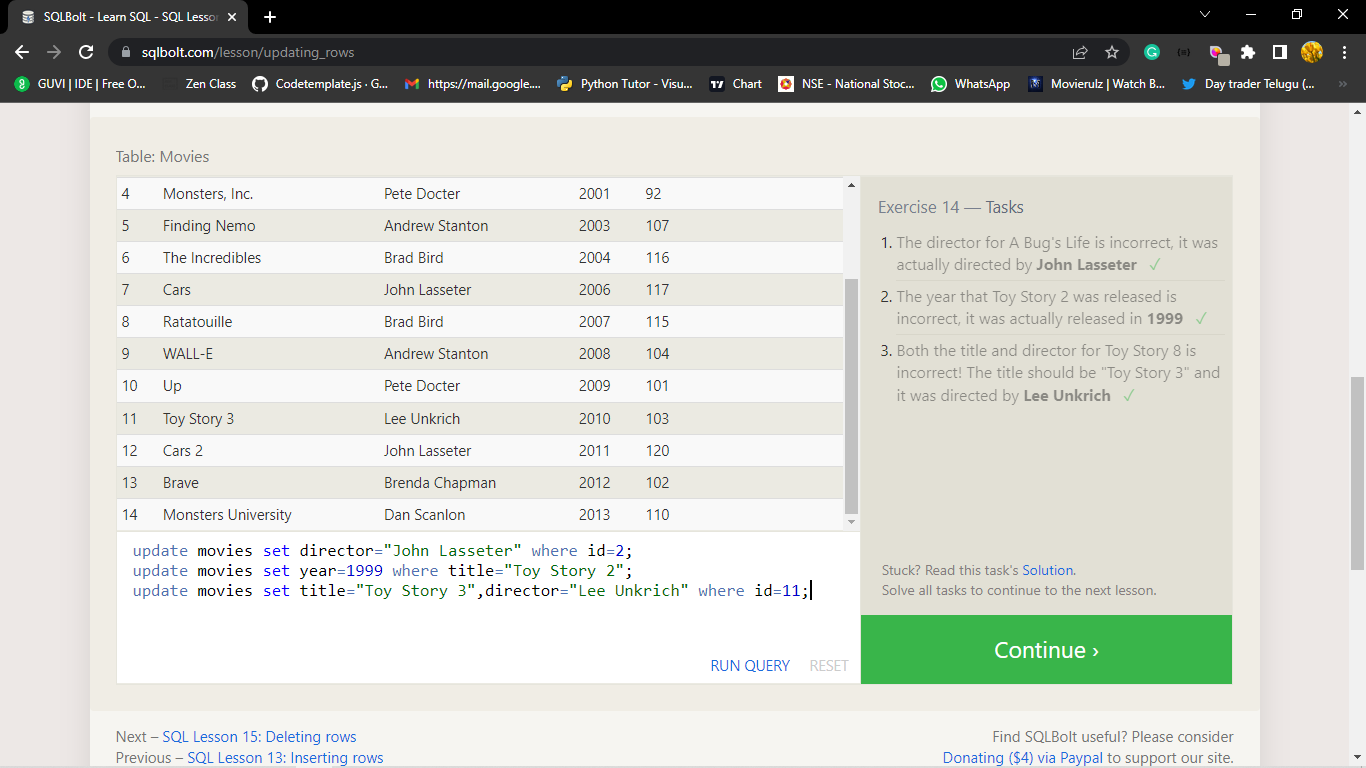 SQLBolt - Learn SQL - SQL Lesson
sqlbolt.com/lesson/updating_rows
GUVI | IDE | Free O...
Zen Class
Codetemplate.js · G...
https://mail.google....
Python Tutor - Visu...
Chart
NSE - National Stoc...
WhatsApp
Movierulz | Watch B...
Day trader Telugu (...
»
Table: Movies
4 Monsters, Inc. Pete Docter 2001 92
5 Finding Nemo Andrew Stanton 2003 107
6 The Incredibles Brad Bird 2004 116
7 Cars John Lasseter 2006 117
8 Ratatouille Brad Bird 2007 115
9 WALL-E Andrew Stanton 2008 104
10 Up Pete Docter 2009 101
11 Toy Story 3 Lee Unkrich 2010 103
12 Cars 2 John Lasseter 2011 120
13 Brave Brenda Chapman 2012 102
14 Monsters University Dan Scanlon 2013 110
update movies set director="John Lasseter" where id=2;
update movies set year=1999 where title="Toy Story 2";
update movies set title="Toy Story 3",director="Lee Unkrich" where id=11;
RUN QUERY RESET
Exercise 14 — Tasks
1. The director for A Bug's Life is incorrect, it was
actually directed by John Lasseter ✓
2. The year that Toy Story 2 was released is
incorrect, it was actually released in 1999 ✓
3. Both the title and director for Toy Story 8 is
incorrect! The title should be "Toy Story 3" and
it was directed by Lee Unkrich ✓
Stuck? Read this task's Solution.
Solve all tasks to continue to the next lesson.
Continue ›
Next – SQL Lesson 15: Deleting rows
Previous – SQL Lesson 13: Inserting rows
Find SQLBolt useful? Please consider
Donating ($4) via Paypal to support our site.